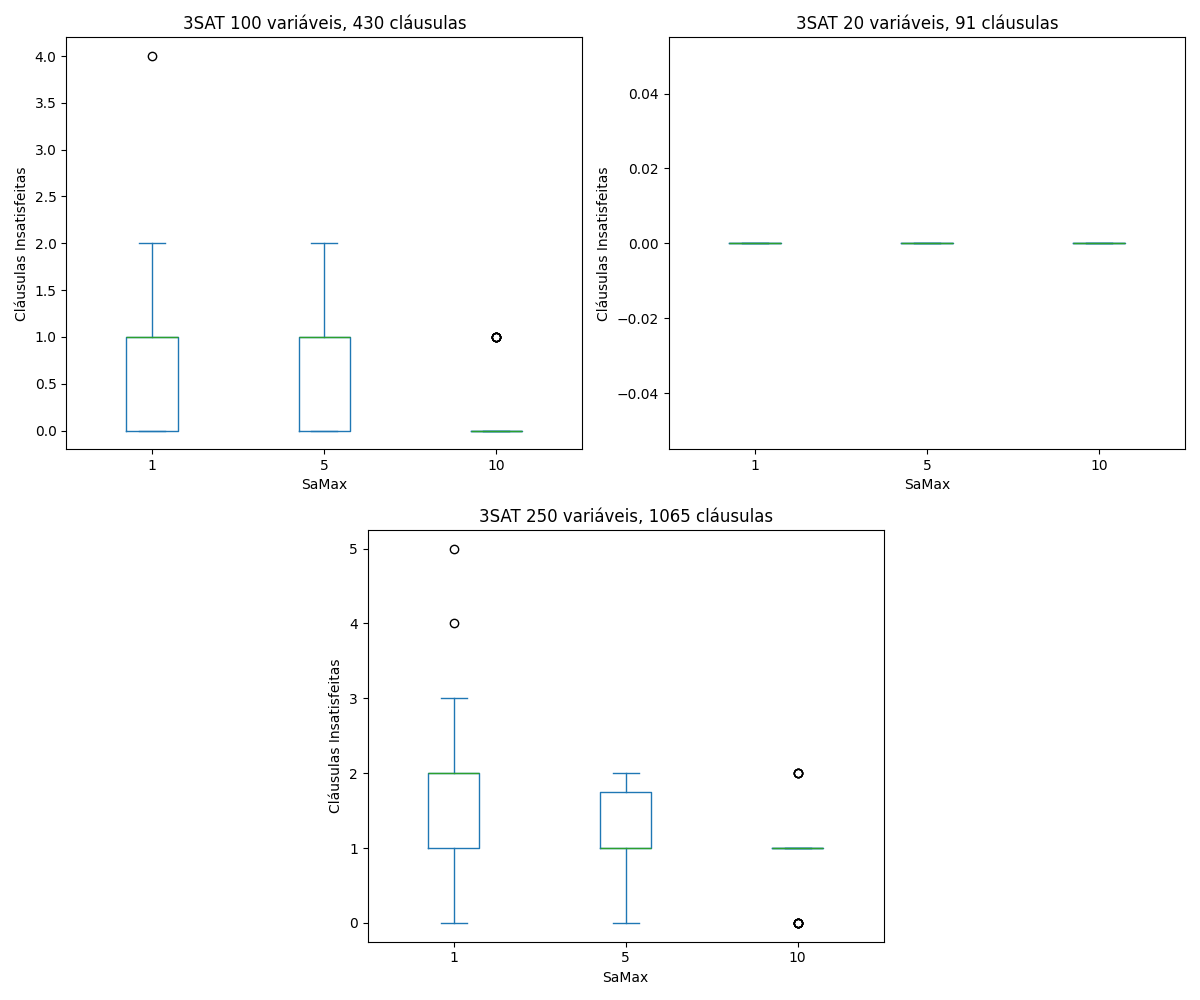 3SAT 100 variáveis, 430 cláusulas
4.0
3.5
3.0
2.5
2.0
1.5
1.0
0.5
0.0
Cláusulas Insatisfeitas
1 5 10
SaMax
3SAT 20 variáveis, 91 cláusulas
0.04
0.02
0.00
−0.02
−0.04
Cláusulas Insatisfeitas
1 5 10
SaMax
3SAT 250 variáveis, 1065 cláusulas
5
4
3
2
1
0
Cláusulas Insatisfeitas
1 5 10
SaMax